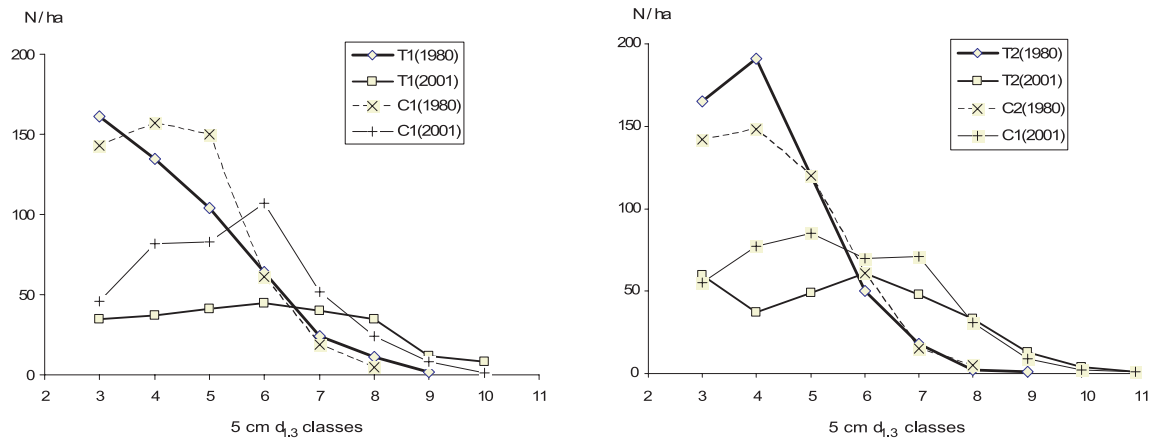 N/ha
200
150
100
50
0
2 3 4 5 6 7 8 9 10 11
5 cm d1.3 classes
T1(1980)
T1(2001)
C1(1980)
C1(2001)
N/ha
200
150
100
50
0
2 3 4 5 6 7 8 9 10 11
5 cm d1.3 classes
T2(1980)
T2(2001)
C2(1980)
C1(2001)